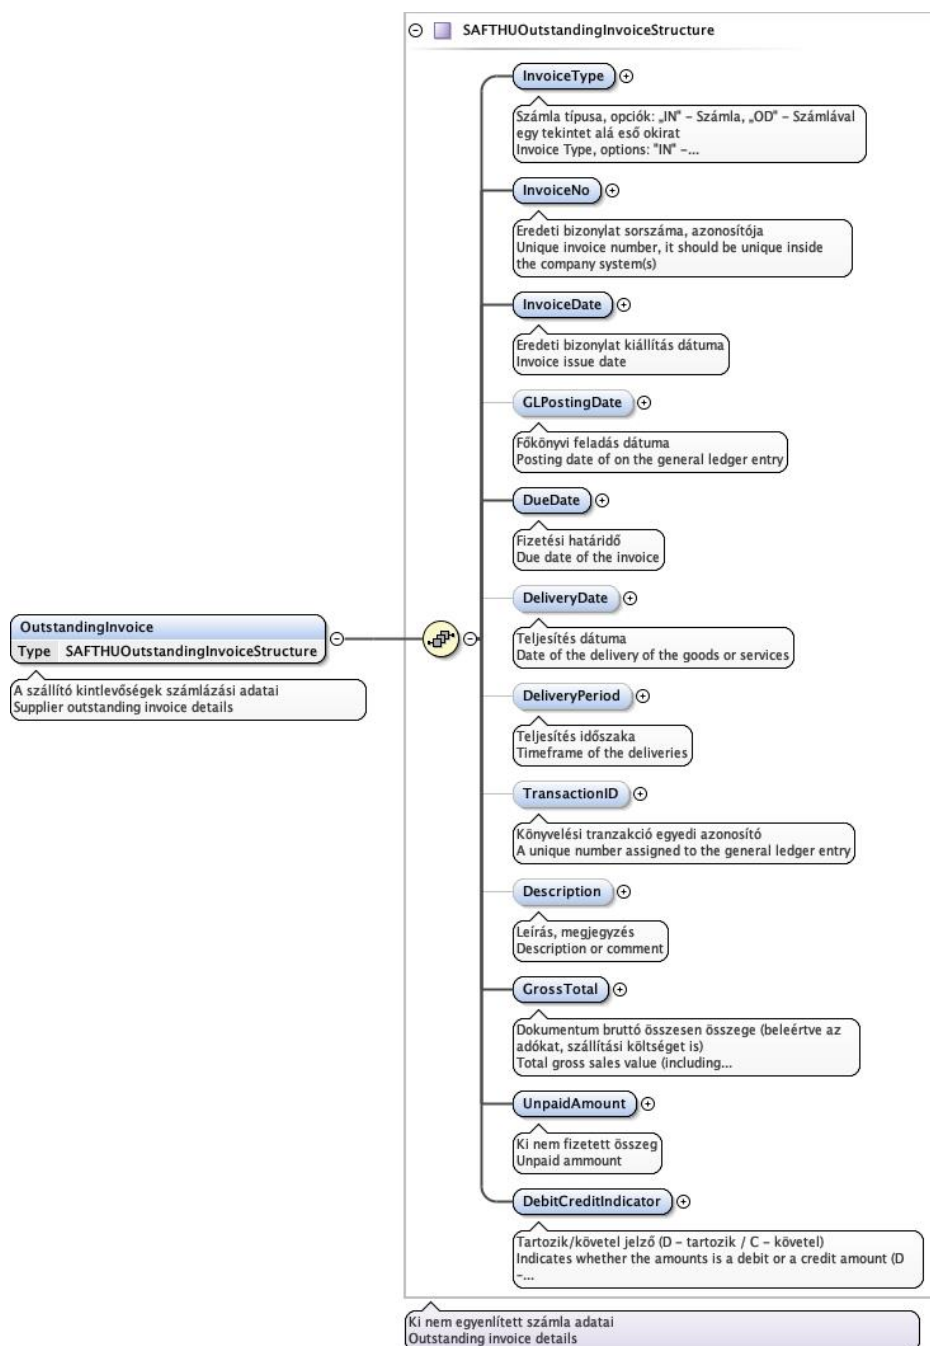 SAFTHUOutstandingInvoiceStructure
InvoiceType
Számla típusa, opciók: „IN" – Számla, „OD" – Számlával
egy tekintet alá eső okirat
Invoice Type, options: "IN" –...
InvoiceNo
Eredeti bizonylat sorszáma, azonosítója
Unique invoice number, it should be unique inside
the company system(s)
InvoiceDate
Eredeti bizonylat kiállítás dátuma
Invoice issue date
GLPostingDate
Főkönyvi feladás dátuma
Posting date of on the general ledger entry
DueDate
Fizetési határidő
Due date of the invoice
DeliveryDate
Teljesítés dátuma
Date of the delivery of the goods or services
OutstandingInvoice
Type SAFTHUOutstandingInvoiceStructure
A szállító kintlevőségek számlázási adatai
Supplier outstanding invoice details
DeliveryPeriod
Teljesítés időszaka
Timeframe of the deliveries
TransactionID
Könyvelési tranzakció egyedi azonosító
A unique number assigned to the general ledger entry
Description
Leírás, megjegyzés
Description or comment
GrossTotal
Dokumentum bruttó összesen összege (beleértve az
adókat, szállítási költséget is)
Total gross sales value (including...
UnpaidAmount
Ki nem fizetett összeg
Unpaid ammount
DebitCreditIndicator
Tartozik/követel jelző (D – tartozik / C – követel)
Indicates whether the amounts is a debit or a credit amount (D
–...
Ki nem egyenlített számla adatai
Outstanding invoice details